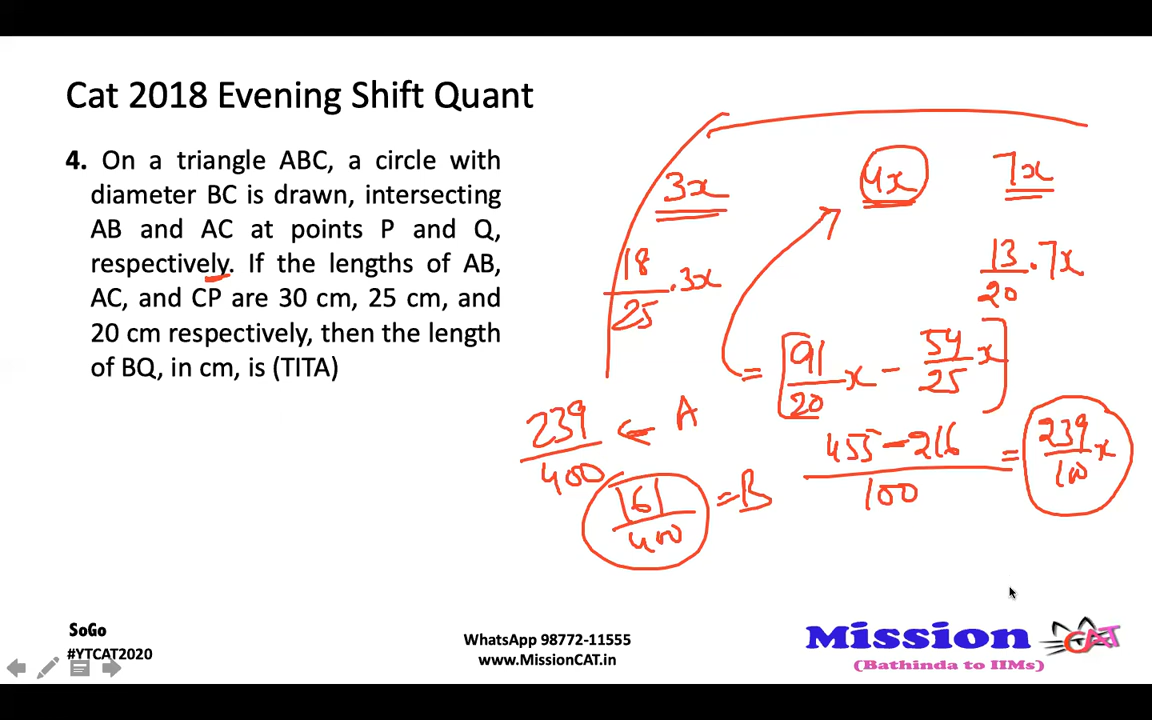 Cat 2018 Evening Shift Quant
4. On a triangle ABC, a circle with
diameter BC is drawn, intersecting
AB and AC at points P and Q,
respectively. If the lengths of AB,
AC, and CP are 30 cm, 25 cm, and
20 cm respectively, then the length
of BQ, in cm, is (TITA)
3x 4x 7x
18/25 . 3x
13/20 . 7x
= [91/20 x - 54/25 x]
239/400 ← A
455 - 216 / 100 = 239/100 x
161/400 = B
SoGo
#YTCAT2020
WhatsApp 98772-11555
www.MissionCAT.in
Mission CAT
(Bathinda to IIMs)